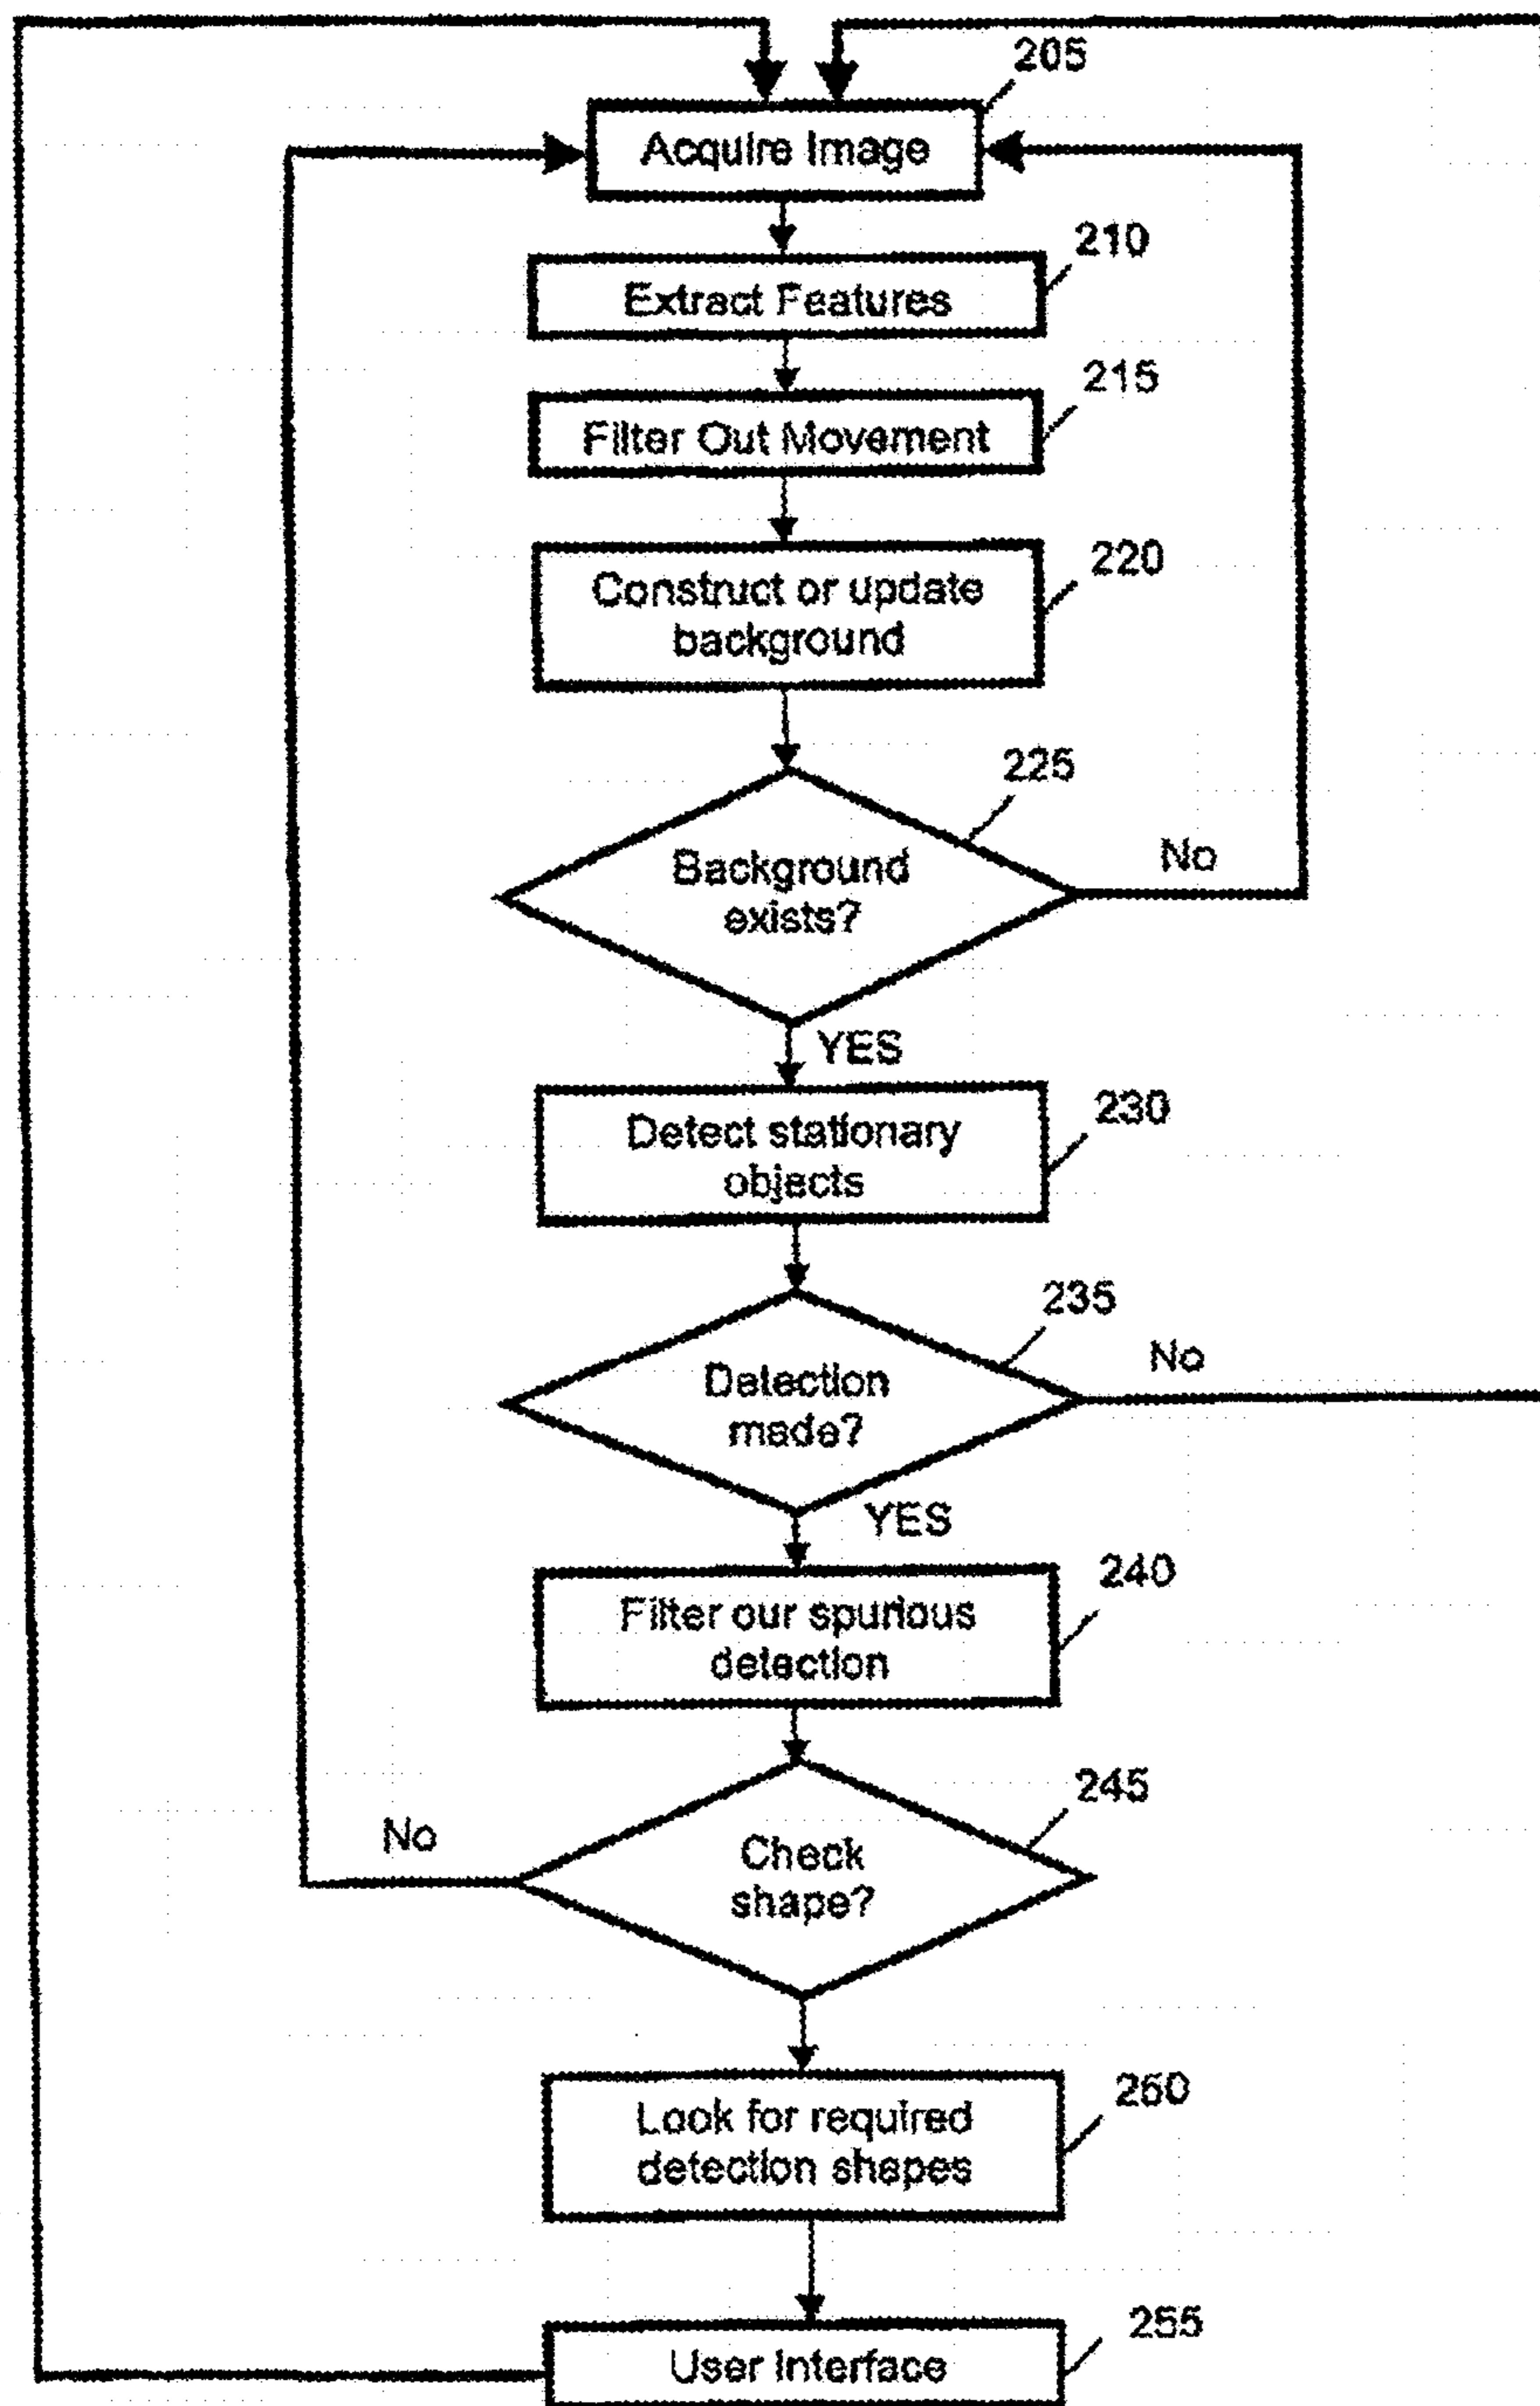 205
Acquire Image
210
Extract Features
215
Filter Out Movement
220
Construct or update
background
225
Background
exists?
No
YES
230
Detect stationary
objects
235
Detection
made?
No
YES
240
Filter our spurious
detection
245
Check
shape?
No
250
Look for required
detection shapes
255
User Interface